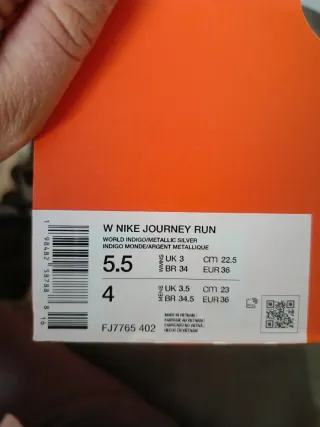 W NIKE JOURNEY RUN
WORLD INDIGO/METALLIC SILVER
INDIGO MONDE/ARGENT METALLIQUE
5.5 WMNS UK 3 cm 22.5
BR 34 EUR 36
4 MENS UK 3.5 cm 23
BR 34.5 EUR 36
FJ7765 402
MADE IN VIETNAM /